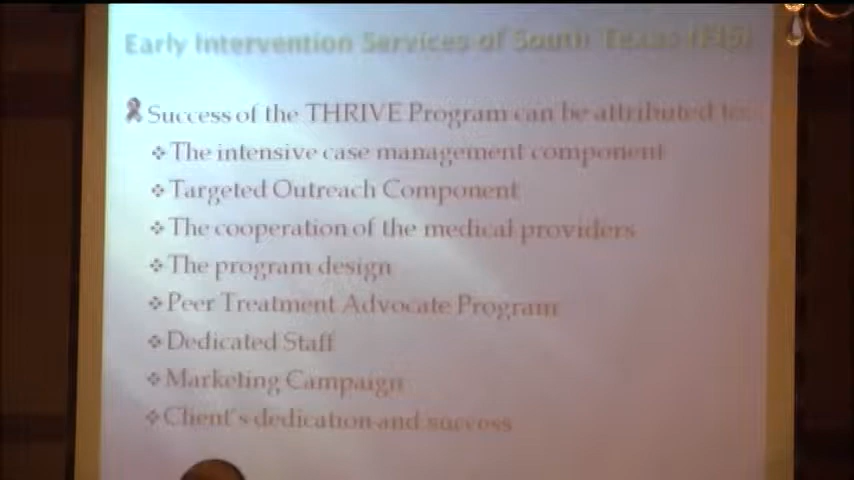 Early Intervention Services of South Texas (EIS)
Success of the THRIVE Program can be attributed to:
The intensive case management component
Targeted Outreach Component
The cooperation of the medical providers
The program design
Peer Treatment Advocate Program
Dedicated Staff
Marketing Campaign
Client's dedication and success